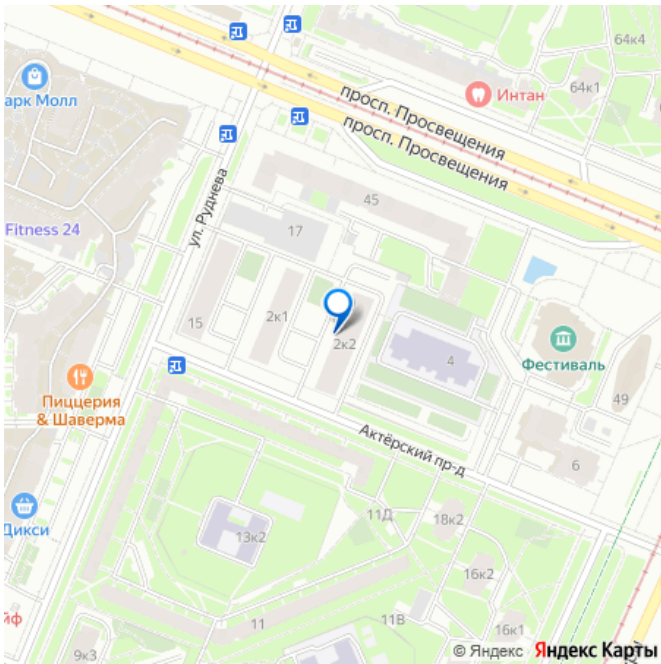 64к4
64к1
Интан
арк Молл
просп. Просвещения
просп. Просвещения
ул. Руднева
45
17
Fitness 24
15
2к1
2к2
4
Фестиваль
49
Пиццерия
& Шаверма
Актёрский пр-д
6
Дикси
11Д
18к2
13к2
16к2
йф
11
11В
16к1
9к3
© Яндекс Яндекс Карты